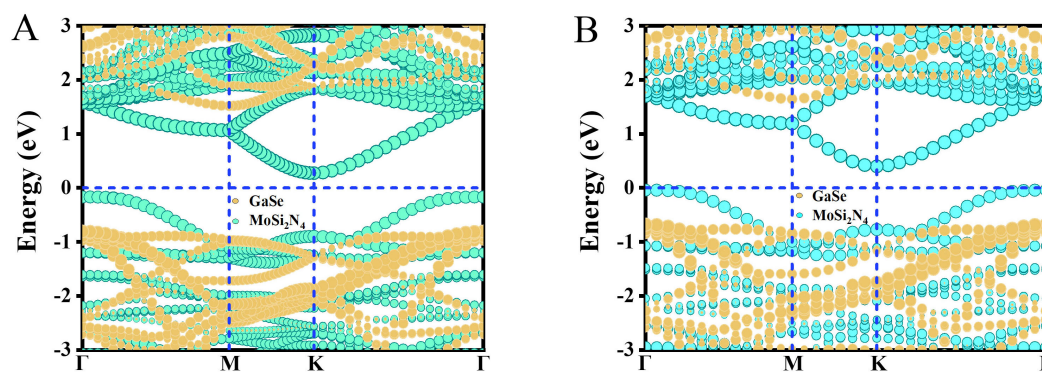 A
Energy (eV)
3
2
1
0
-1
-2
-3
GaSe
MoSi₂N₄
Γ
M
K
Γ
B
Energy (eV)
3
2
1
0
-1
-2
-3
GaSe
MoSi₂N₄
Γ
M
K